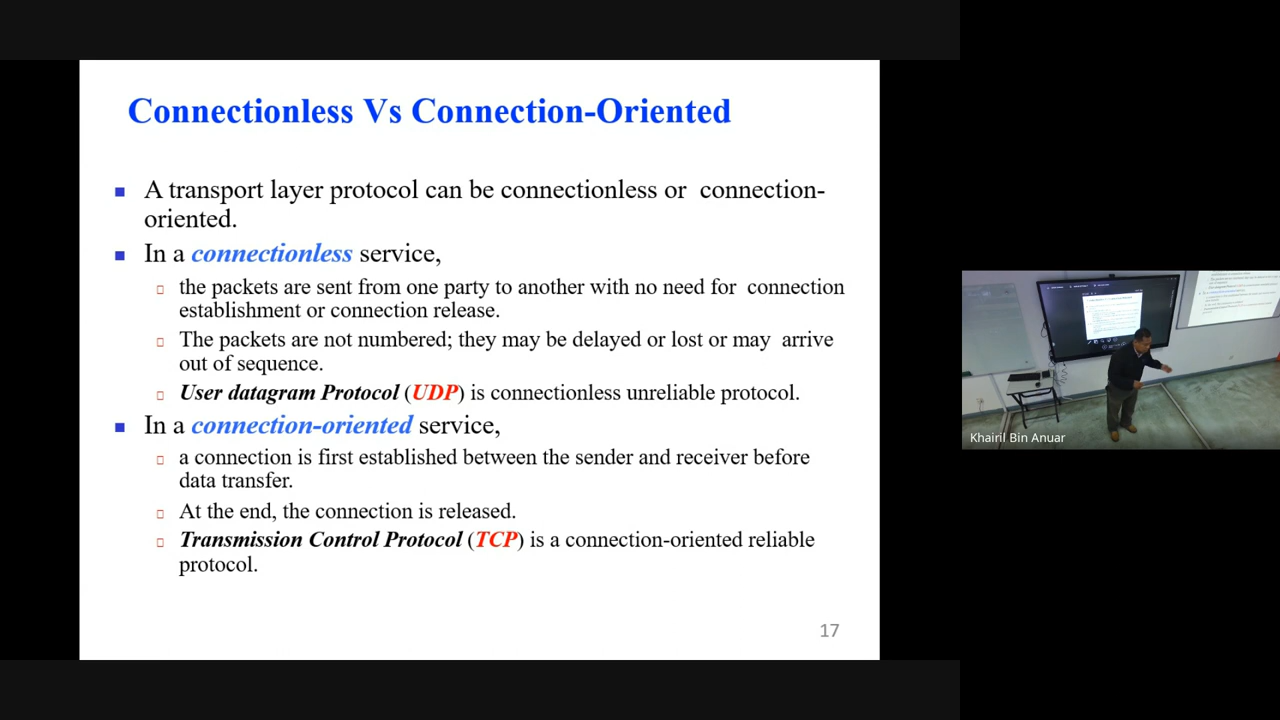 Connectionless Vs Connection-Oriented
A transport layer protocol can be connectionless or connection-
oriented.
In a connectionless service,
the packets are sent from one party to another with no need for connection
establishment or connection release.
The packets are not numbered; they may be delayed or lost or may arrive
out of sequence.
User datagram Protocol (UDP) is connectionless unreliable protocol.
In a connection-oriented service,
a connection is first established between the sender and receiver before
data transfer.
At the end, the connection is released.
Transmission Control Protocol (TCP) is a connection-oriented reliable
protocol.
17
Khairil Bin Anuar